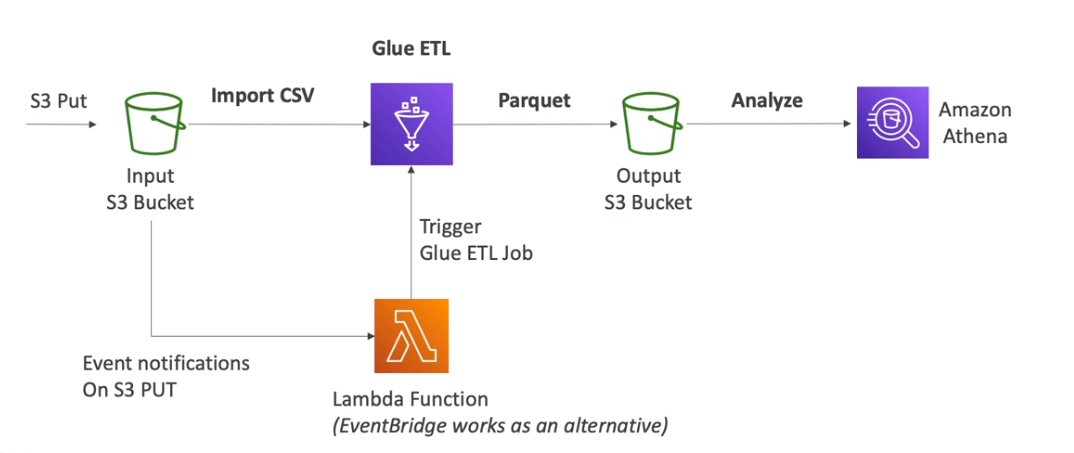 Glue ETL
S3 Put
Import CSV
Parquet
Analyze
Amazon
Athena
Input
S3 Bucket
Output
S3 Bucket
Trigger
Glue ETL Job
Event notifications
On S3 PUT
Lambda Function
(EventBridge works as an alternative)